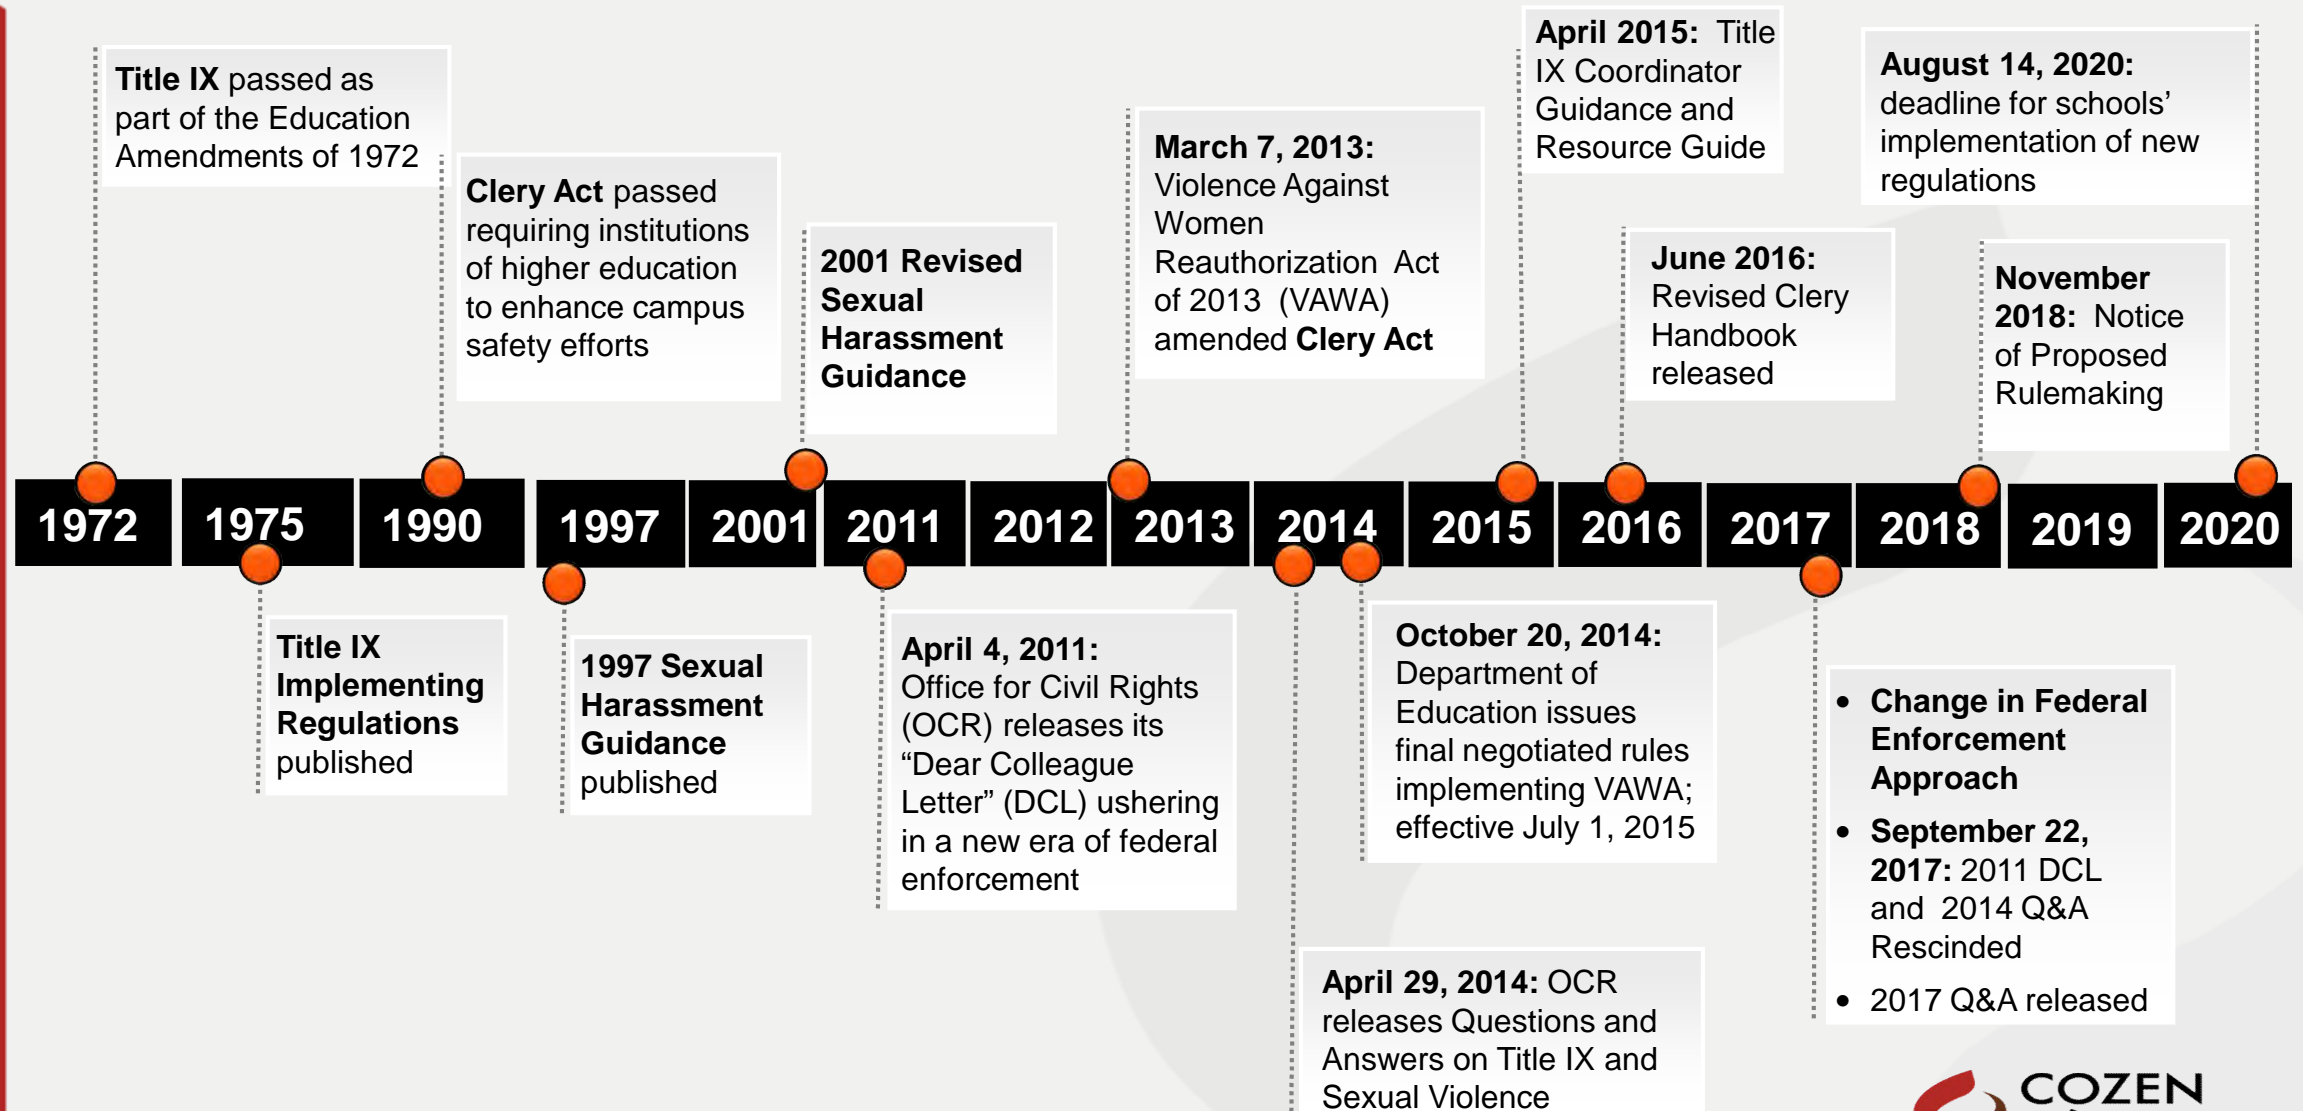 Title IX passed as
part of the Education
Amendments of 1972
Clery Act passed
requiring institutions
of higher education
to enhance campus
safety efforts
2001 Revised
Sexual
Harassment
Guidance
March 7, 2013:
Violence Against
Women
Reauthorization Act
of 2013 (VAWA)
amended Clery Act
April 2015: Title
IX Coordinator
Guidance and
Resource Guide
June 2016:
Revised Clery
Handbook
released
August 14, 2020:
deadline for schools’
implementation of new
regulations
November
2018: Notice
of Proposed
Rulemaking
1972 1975 1990 1997 2001 2011 2012 2013 2014 2015 2016 2017 2018 2019 2020
Title IX
Implementing
Regulations
published
1997 Sexual
Harassment
Guidance
published
April 4, 2011:
Office for Civil Rights
(OCR) releases its
“Dear Colleague
Letter” (DCL) ushering
in a new era of federal
enforcement
April 29, 2014: OCR
releases Questions and
Answers on Title IX and
Sexual Violence
October 20, 2014:
Department of
Education issues
final negotiated rules
implementing VAWA;
effective July 1, 2015
• Change in Federal
Enforcement
Approach
• September 22,
2017: 2011 DCL
and 2014 Q&A
Rescinded
• 2017 Q&A released
COZEN